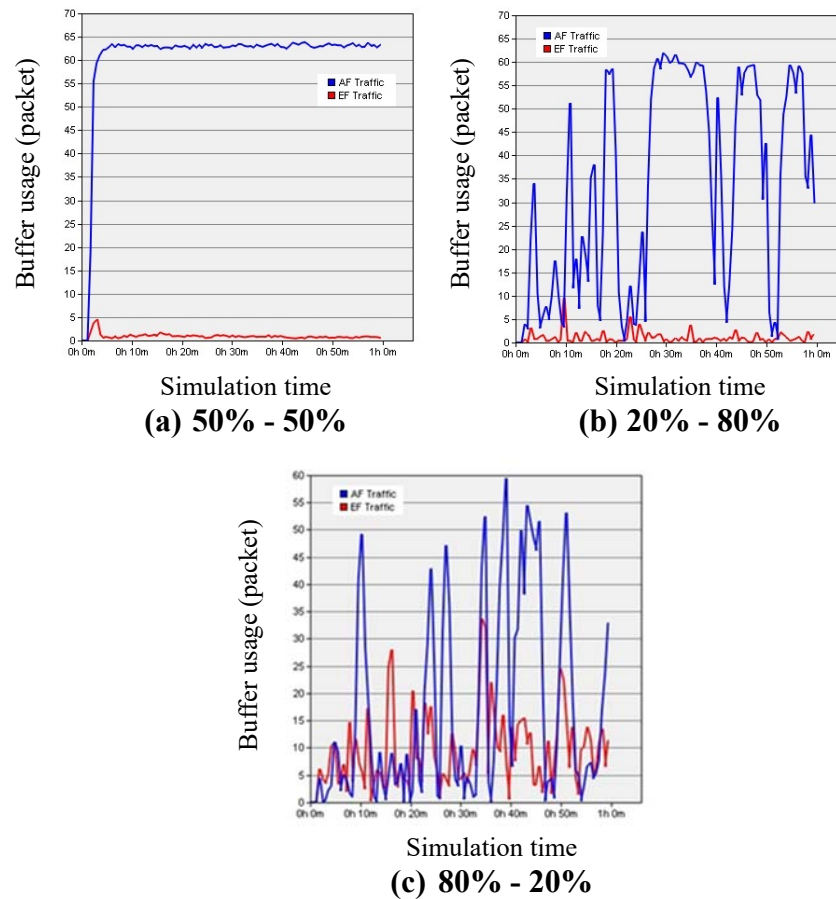 70
65
60
55
50
45
40
35
30
25
20
15
10
5
0
AF Traffic
EF Traffic
Buffer usage (packet)
0h 0m 0h 10m 0h 20m 0h 30m 0h 40m 0h 50m 1h 0m
Simulation time
(a) 50% - 50%
70
65
60
55
50
45
40
35
30
25
20
15
10
5
0
AF Traffic
EF Traffic
Buffer usage (packet)
0h 0m 0h 10m 0h 20m 0h 30m 0h 40m 0h 50m 1h 0m
Simulation time
(b) 20% - 80%
60
55
50
45
40
35
30
25
20
15
10
5
0
AF Traffic
EF Traffic
Buffer usage (packet)
0h 0m 0h 10m 0h 20m 0h 30m 0h 40m 0h 50m 1h 0m
Simulation time
(c) 80% - 20%